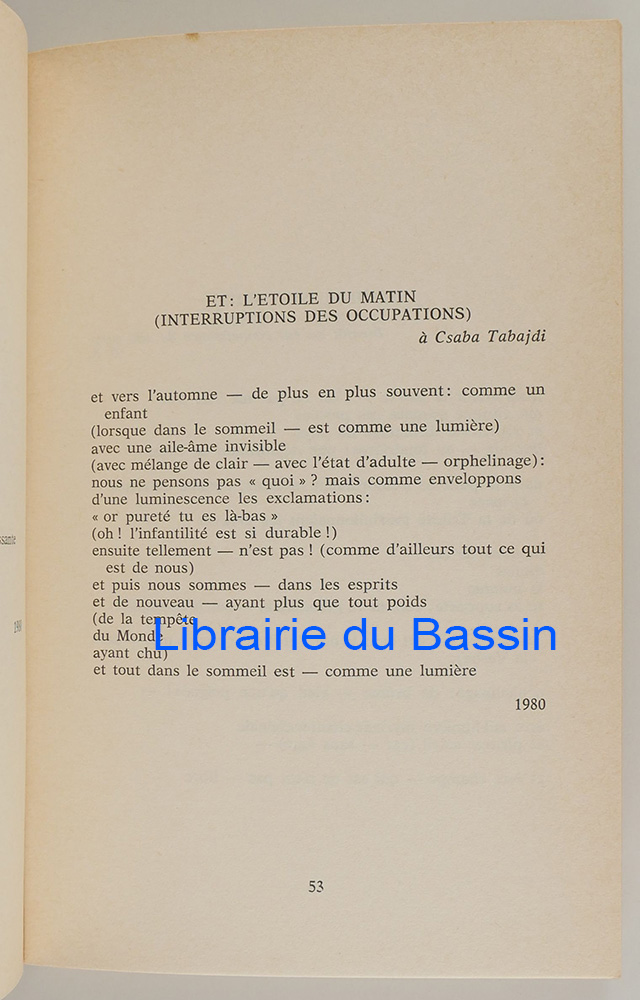 ET: L'ETOILE DU MATIN
(INTERRUPTIONS DES OCCUPATIONS)
à Csaba Tabajdi
et vers l'automne — de plus en plus souvent: comme un
enfant
(lorsque dans le sommeil — est comme une lumière)
avec une aile-âme invisible
(avec mélange de clair — avec l'état d'adulte — orphelinage):
nous ne pensons pas « quoi » ? mais comme enveloppons
d'une luminescence les exclamations:
« or pureté tu es là-bas »
(oh ! l'infantilité est si durable !)
ensuite tellement — n'est pas ! (comme d'ailleurs tout ce qui
est de nous)
et puis nous sommes — dans les esprits
et de nouveau — ayant plus que tout poids
(de la tempête
du Monde
ayant chu)
et tout dans le sommeil est — comme une lumière
1980
53
Librairie du Bassin